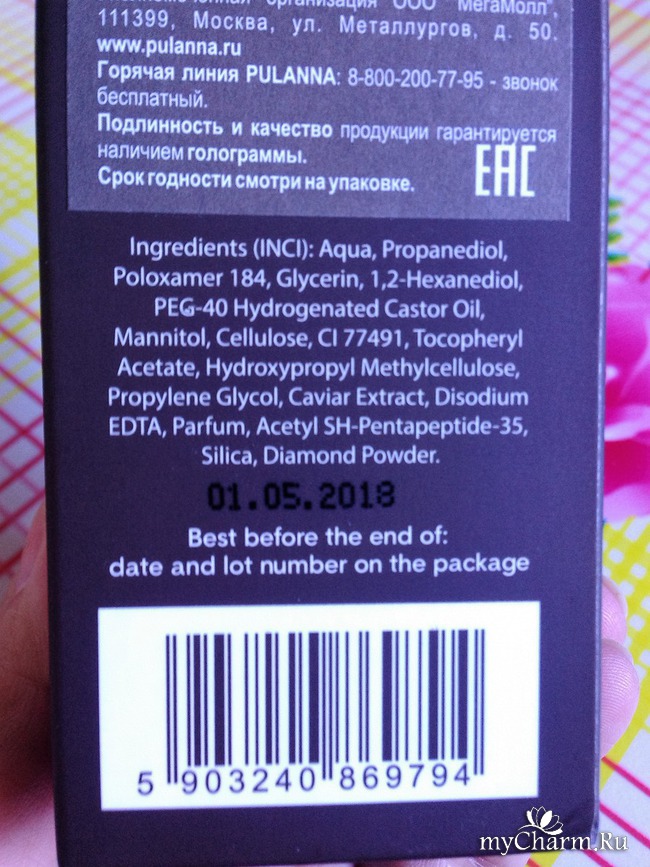 организация ООО "МегаМолл",
111399, Москва, ул. Металлургов, д. 50.
www.pulanna.ru
Горячая линия PULANNA: 8-800-200-77-95 - звонок
бесплатный.
Подлинность и качество продукции гарантируется
наличием голограммы.
Срок годности смотри на упаковке.
EAC
Ingredients (INCI): Aqua, Propanediol,
Poloxamer 184, Glycerin, 1,2-Hexanediol,
PEG-40 Hydrogenated Castor Oil,
Mannitol, Cellulose, CI 77491, Tocopheryl
Acetate, Hydroxypropyl Methylcellulose,
Propylene Glycol, Caviar Extract, Disodium
EDTA, Parfum, Acetyl SH-Pentapeptide-35,
Silica, Diamond Powder.
01.05.2018
Best before the end of:
date and lot number on the package
5 903240 869794
myCharm.Ru